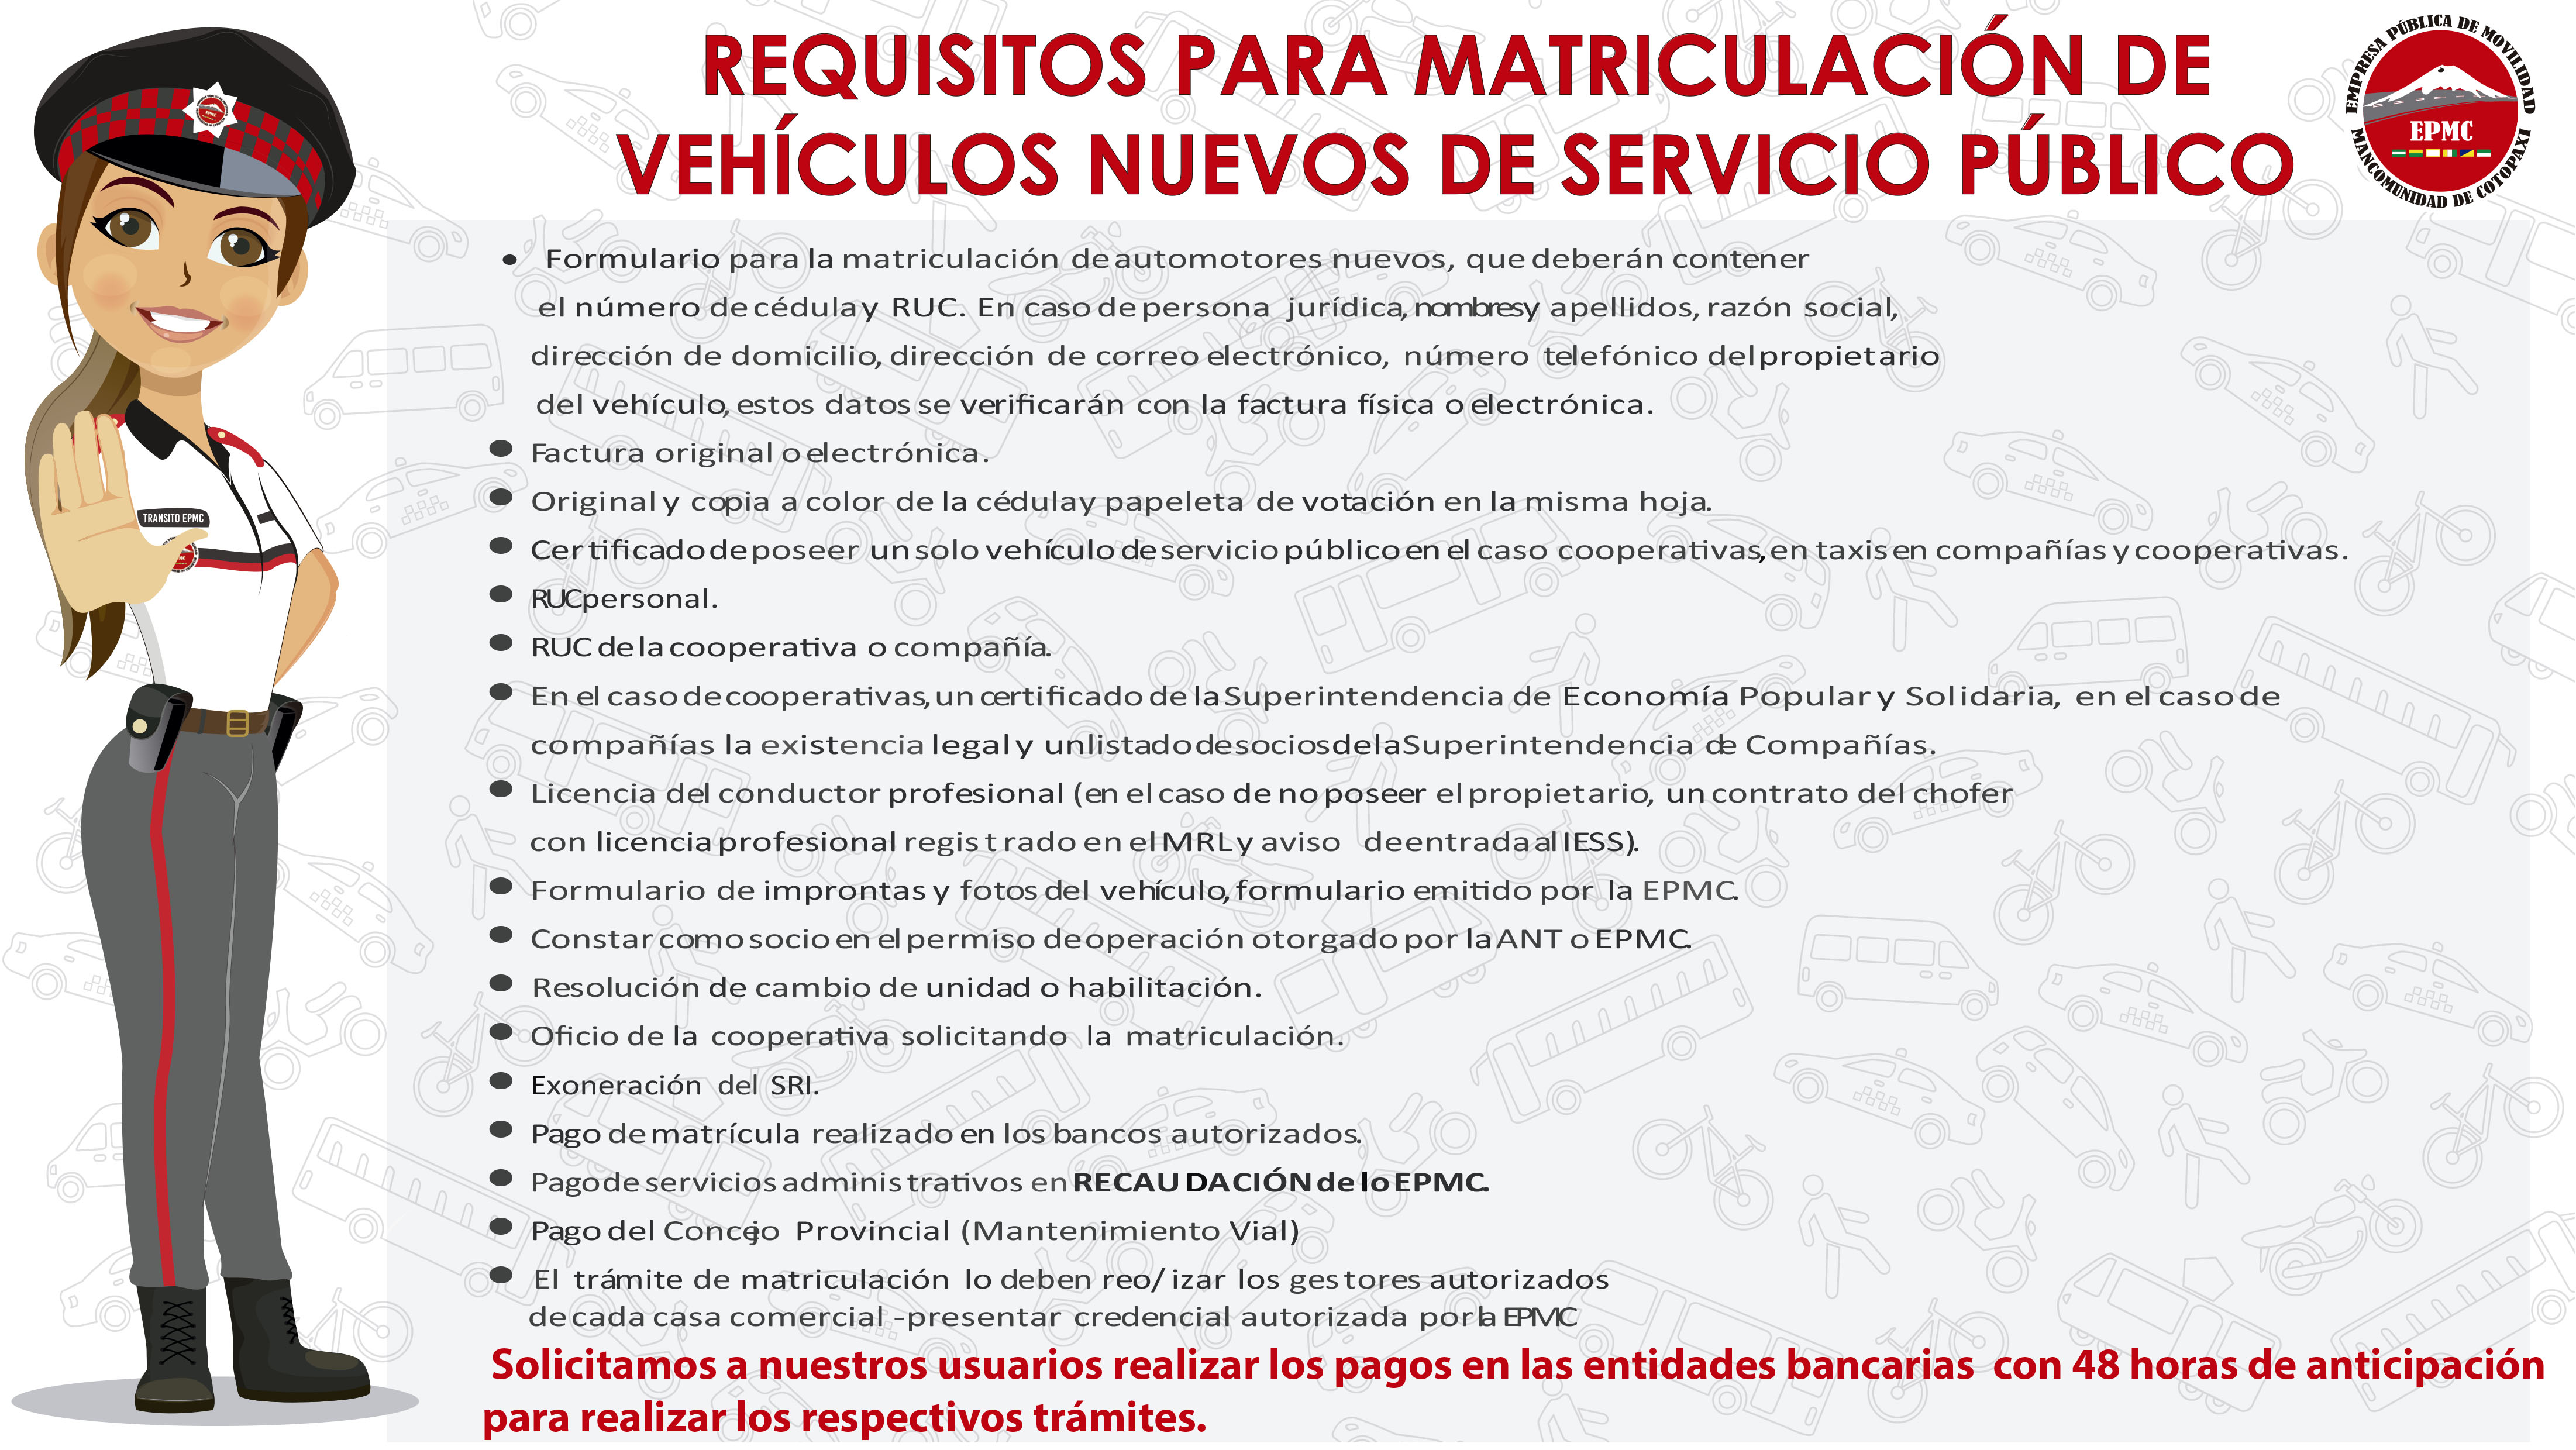 REQUISITOS PARA MATRICULACIÓN DE
VEHÍCULOS NUEVOS DE SERVICIO PÚBLICO
EMPRESA PÚBLICA DE MOVILIDAD
EPMC
MANCOMUNIDAD DE COTOPAXI
TRANSITO EPMC
• Formulario para la matriculación de automotores nuevos, que deberán contener
el número de cédula y RUC. En caso de persona jurídica, nombres y apellidos, razón social,
dirección de domicilio, dirección de correo electrónico, número telefónico del propietario
del vehículo, estos datos se verificarán con la factura física o electrónica.
• Factura original o electrónica.
• Original y copia a color de la cédula y papeleta de votación en la misma hoja.
• Certificado de poseer un solo vehículo de servicio público en el caso cooperativas, en taxis en compañías y cooperativas.
• RUC personal.
• RUC de la cooperativa o compañía.
• En el caso de cooperativas, un certificado de la Superintendencia de Economía Popular y Solidaria, en el caso de
compañías la existencia legal y un listado de socios de la Superintendencia de Compañías.
• Licencia del conductor profesional (en el caso de no poseer el propietario, un contrato del chofer
con licencia profesional registrado en el MRL y aviso de entrada al IESS).
• Formulario de improntas y fotos del vehículo, formulario emitido por la EPMC.
• Constar como socio en el permiso de operación otorgado por la ANT o EPMC.
• Resolución de cambio de unidad o habilitación.
• Oficio de la cooperativa solicitando la matriculación.
• Exoneración del SRI.
• Pago de matrícula realizado en los bancos autorizados.
• Pago de servicios administrativos en RECAUDACIÓN de lo EPMC.
• Pago del Concejo Provincial (Mantenimiento Vial)
• El trámite de matriculación lo deben reo/izar los gestores autorizados
de cada casa comercial -presentar credencial autorizada por la EPMC
Solicitamos a nuestros usuarios realizar los pagos en las entidades bancarias con 48 horas de anticipación
para realizar los respectivos trámites.